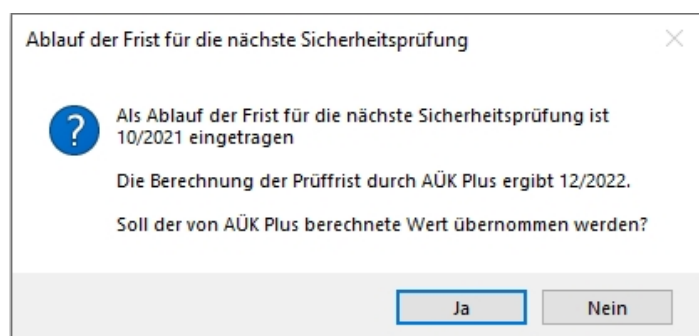 Ablauf der Frist für die nächste Sicherheitsprüfung
Als Ablauf der Frist für die nächste Sicherheitsprüfung ist
10/2021 eingetragen
Die Berechnung der Prüffrist durch AÜK Plus ergibt 12/2022.
Soll der von AÜK Plus berechnete Wert übernommen werden?
Ja
Nein